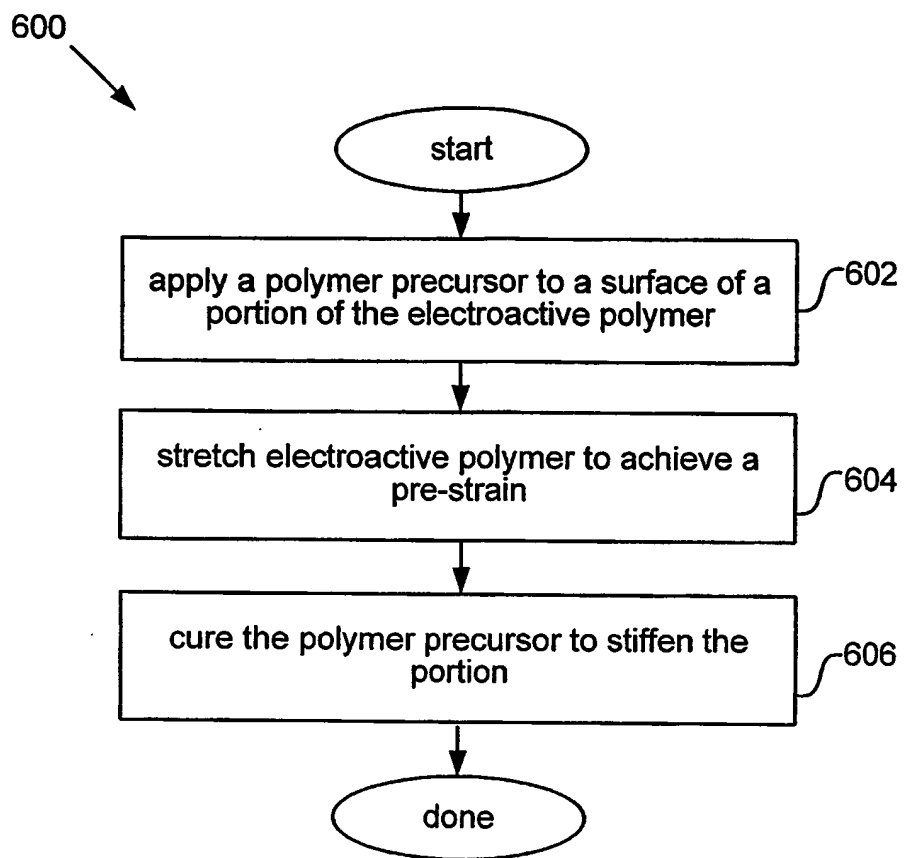 600
start
apply a polymer precursor to a surface of a
portion of the electroactive polymer
602
stretch electroactive polymer to achieve a
pre-strain
604
cure the polymer precursor to stiffen the
portion
606
done